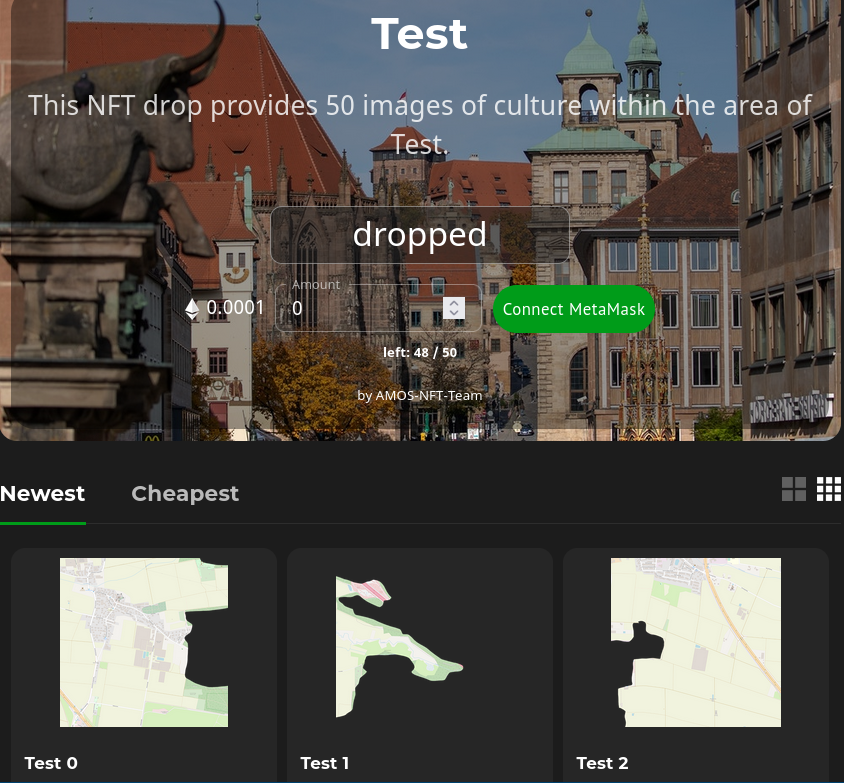 Test
This NFT drop provides 50 images of culture within the area of
Test.
dropped
Amount
0.0001
0
Connect MetaMask
left: 48 / 50
by AMOS-NFT-Team
Newest
Cheapest
Test 0
Test 1
Test 2